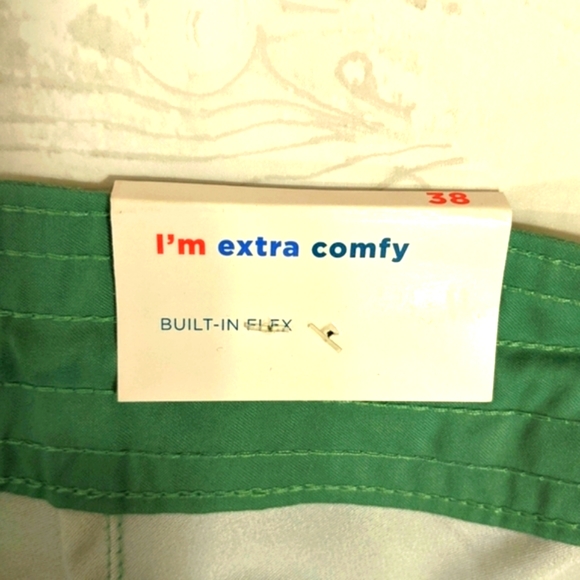 38
I'm extra comfy
BUILT-IN FLEX